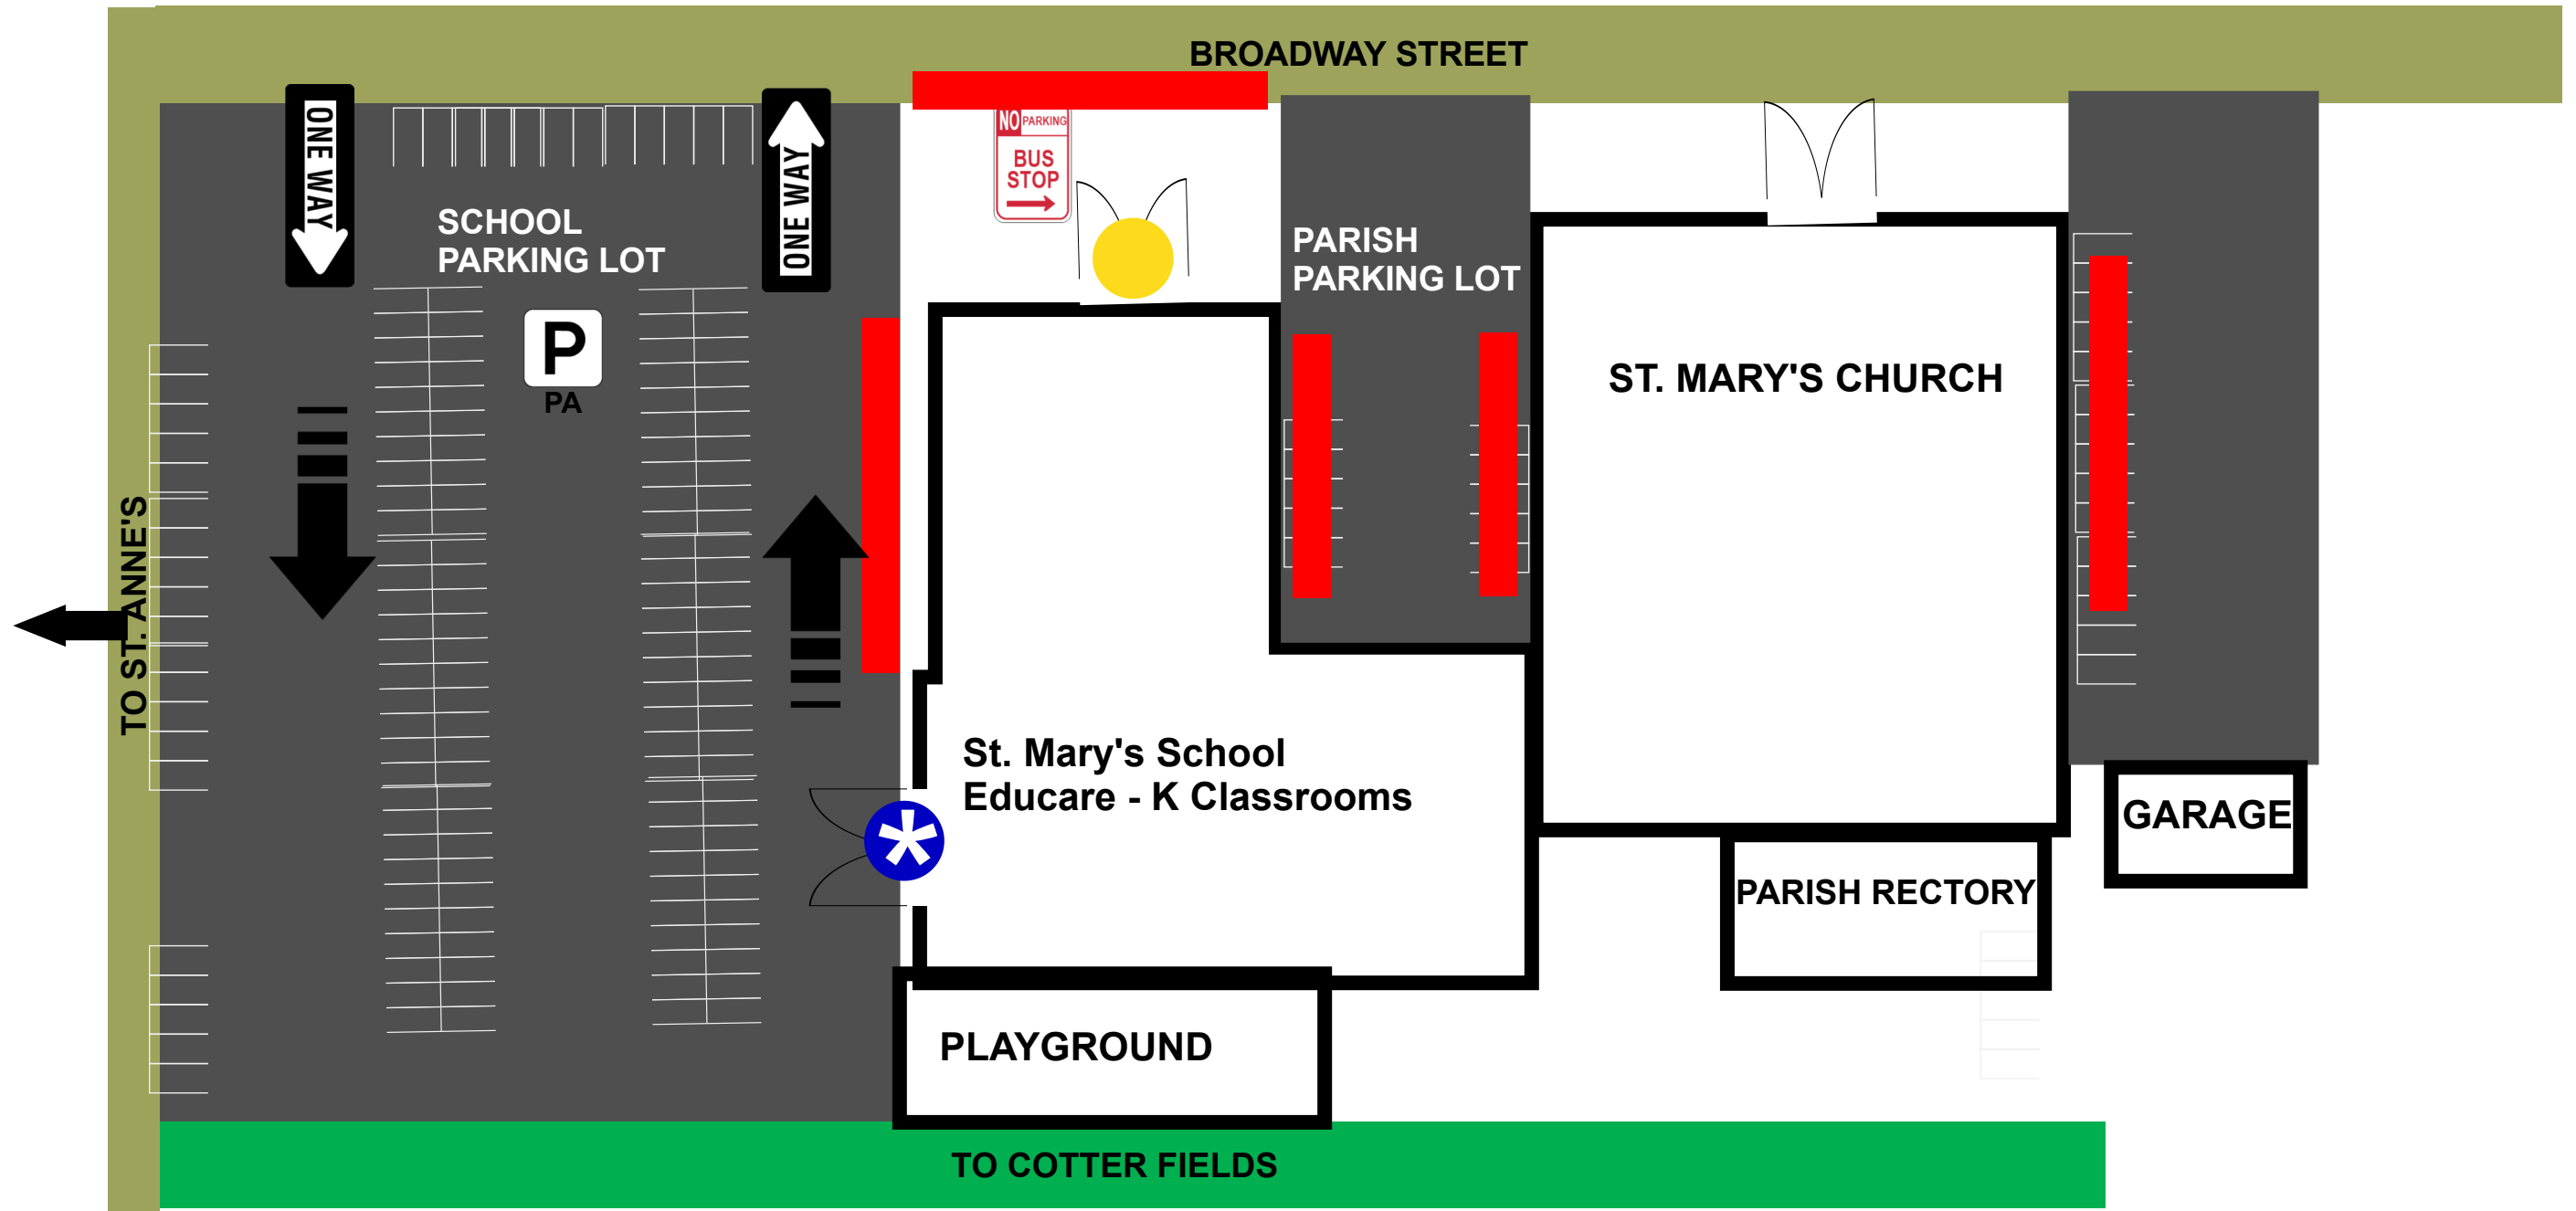 BROADWAY STREET
ONE WAY
ONE WAY
NO PARKING
BUS
STOP
SCHOOL
PARKING LOT
PARISH
PARKING LOT
P
PA
ST. MARY'S CHURCH
TO ST. ANNE'S
St. Mary's School
Educare - K Classrooms
GARAGE
PARISH RECTORY
PLAYGROUND
TO COTTER FIELDS